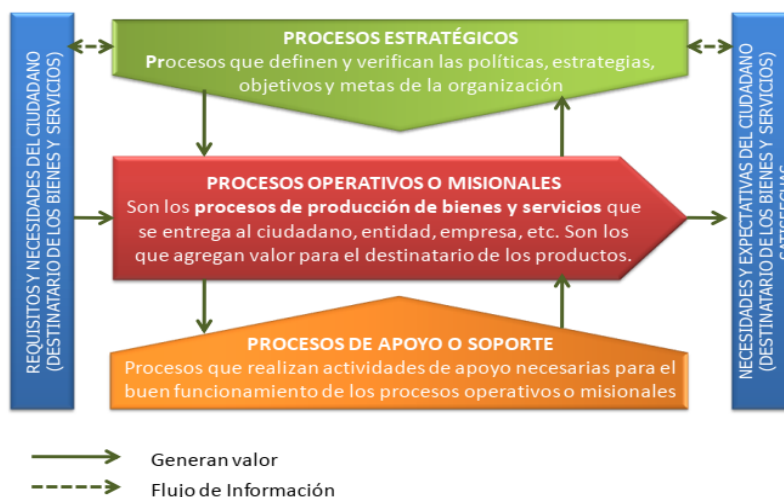 REQUISITOS Y NECESIDADES DEL CIUDADANO
(DESTINATARIO DE LOS BIENES Y SERVICIOS)
PROCESOS ESTRATÉGICOS
Procesos que definen y verifican las políticas, estrategias,
objetivos y metas de la organización
PROCESOS OPERATIVOS O MISIONALES
Son los procesos de producción de bienes y servicios que
se entrega al ciudadano, entidad, empresa, etc. Son los
que agregan valor para el destinatario de los productos.
PROCESOS DE APOYO O SOPORTE
Procesos que realizan actividades de apoyo necesarias para el
buen funcionamiento de los procesos operativos o misionales
NECESIDADES Y EXPECTATIVAS DEL CIUDADANO
(DESTINATARIO DE LOS BIENES Y SERVICIOS)
Generan valor
Flujo de Información